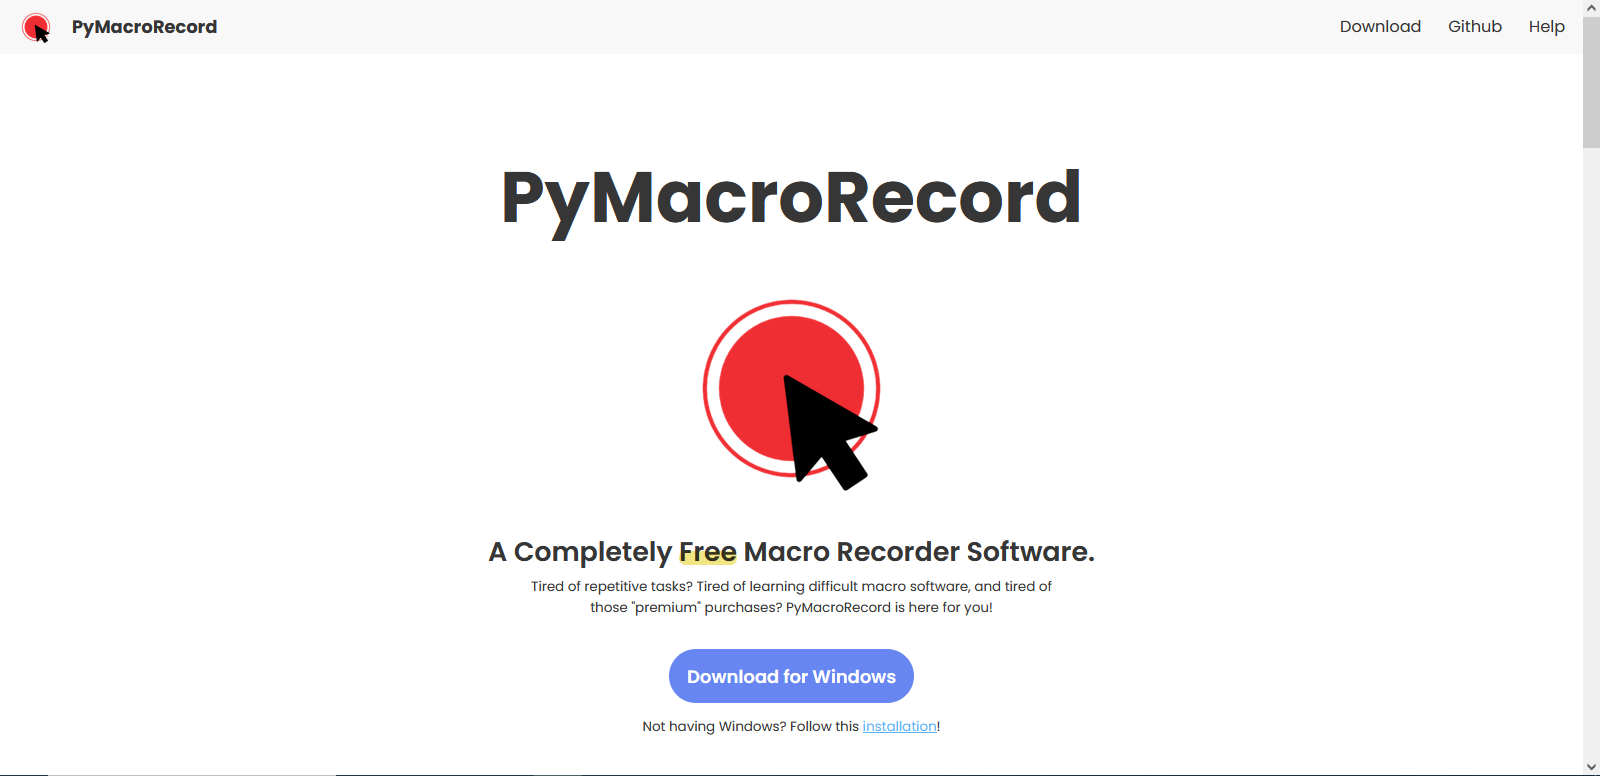 PyMacroRecord
Download Github Help
PyMacroRecord
A Completely Free Macro Recorder Software.
Tired of repetitive tasks? Tired of learning difficult macro software, and tired of
those "premium" purchases? PyMacroRecord is here for you!
Download for Windows
Not having Windows? Follow this installation!